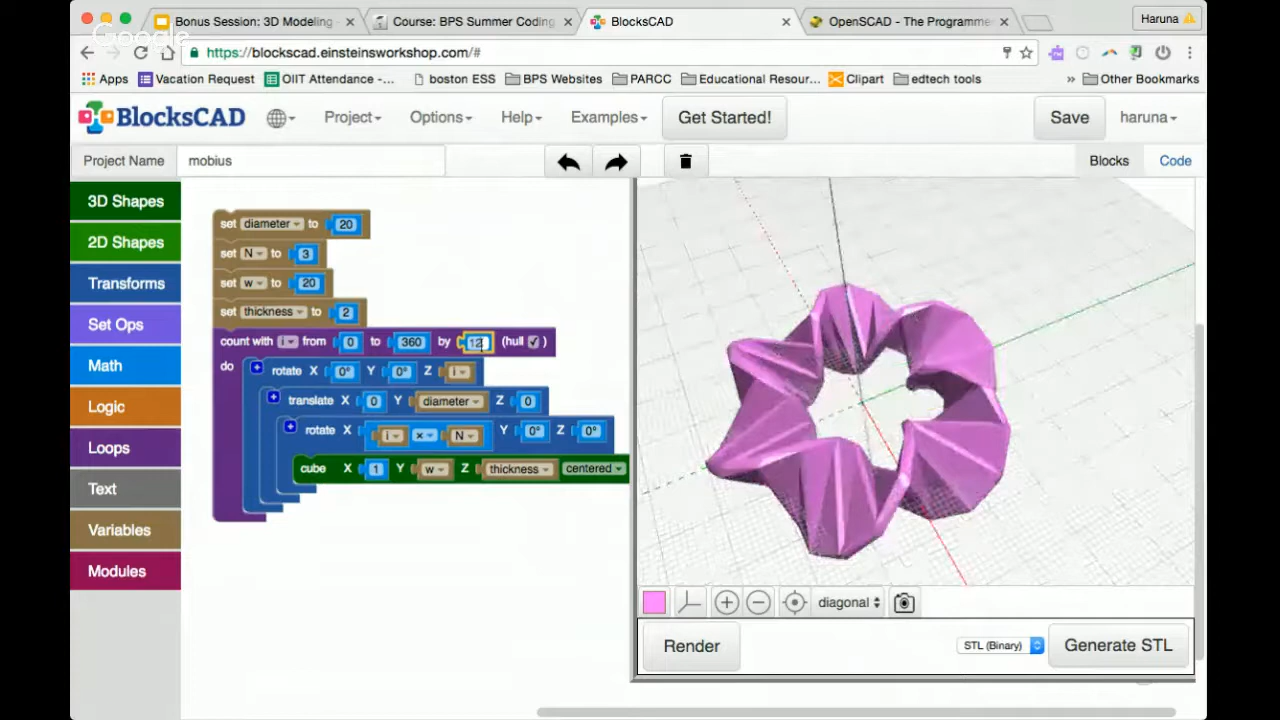 Bonus Session: 3D Modeling
Course: BPS Summer Coding
BlocksCAD
OpenSCAD - The Programme
Haruna
Google
https://blockscad.einsteinsworkshop.com/#
Apps
Vacation Request
OIIT Attendance -...
boston ESS
BPS Websites
PARCC
Educational Resour...
Clipart
edtech tools
»
Other Bookmarks
BlocksCAD
Project
Options
Help
Examples
Get Started!
Save
haruna
Project Name
mobius
Blocks
Code
3D Shapes
2D Shapes
Transforms
Set Ops
Math
Logic
Loops
Text
Variables
Modules
set diameter to 20
set N to 3
set w to 20
set thickness to 2
count with i from 0 to 360 by 12 (hull ✓)
do
rotate X 0° Y 0° Z i
translate X 0 Y diameter Z 0
rotate X i × N Y 0° Z 0°
cube X 1 Y w Z thickness centered
diagonal
Render
STL (Binary)
Generate STL